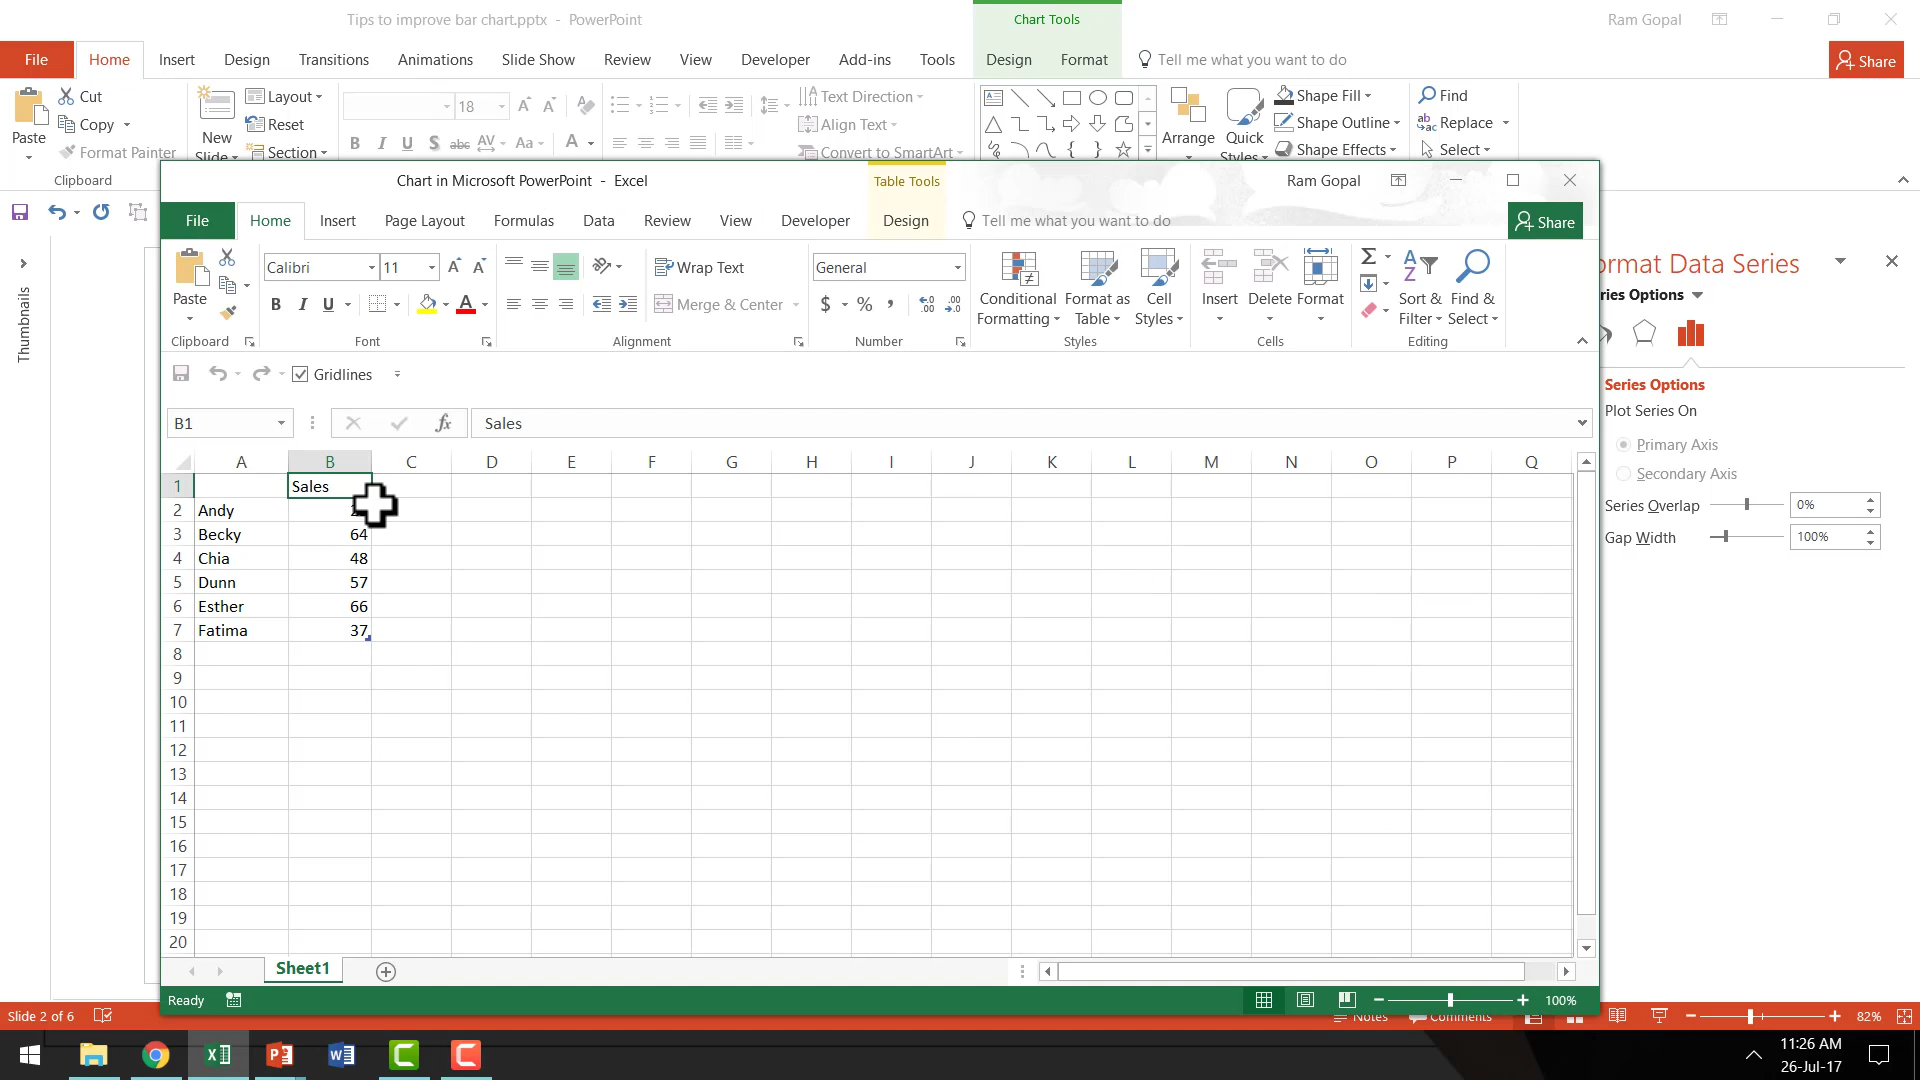 Tips to improve bar chart.pptx - PowerPoint
Chart Tools
Ram Gopal
File Home Insert Design Transitions Animations Slide Show Review View Developer Add-ins Tools Design Format Tell me what you want to do Share
Paste
Cut
Copy
Format Painter
Clipboard
New
Slide
Layout
Reset
Section
18
Text Direction
Align Text
Convert to SmartArt
Arrange
Quick
Styles
Shape Fill
Shape Outline
Shape Effects
Find
Replace
Select
Chart in Microsoft PowerPoint - Excel
Table Tools
Ram Gopal
File Home Insert Page Layout Formulas Data Review View Developer Design Tell me what you want to do Share
Paste
Clipboard
Calibri 11
B I U
Font
Wrap Text
Merge & Center
Alignment
General
$ % ,
Number
Conditional
Formatting
Format as
Table
Cell
Styles
Styles
Insert Delete Format
Cells
Sort &
Filter
Find &
Select
Editing
Gridlines
B1 fx Sales
A B C D E F G H I J K L M N O P Q
1 Sales
2 Andy
3 Becky 64
4 Chia 48
5 Dunn 57
6 Esther 66
7 Fatima 37
8
9
10
11
12
13
14
15
16
17
18
19
20
Sheet1
Ready 100%
Thumbnails
ormat Data Series
ries Options
Series Options
Plot Series On
Primary Axis
Secondary Axis
Series Overlap 0%
Gap Width 100%
Slide 2 of 6 Notes Comments 82%
11:26 AM
26-Jul-17